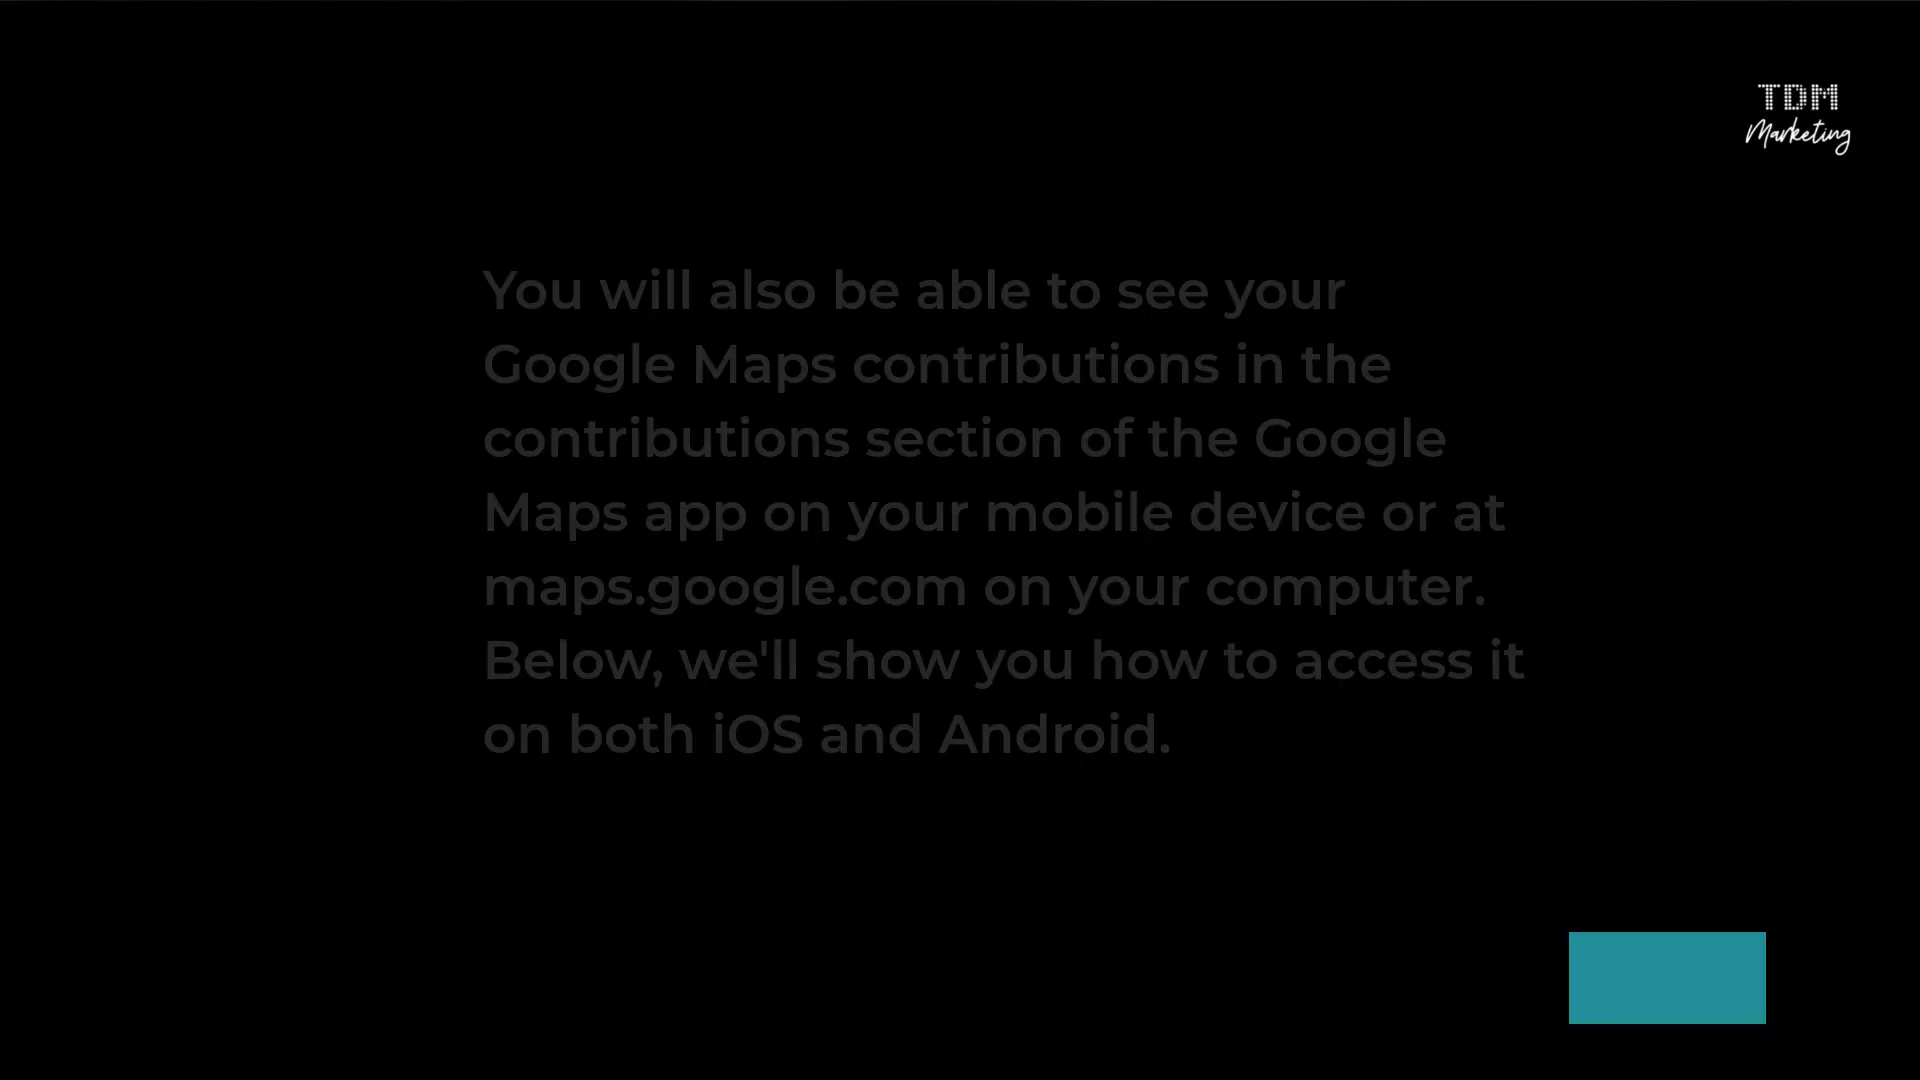 TDM
Marketing
You will also be able to see your
Google Maps contributions in the
contributions section of the Google
Maps app on your mobile device or at
maps.google.com on your computer.
Below, we'll show you how to access it
on both iOS and Android.